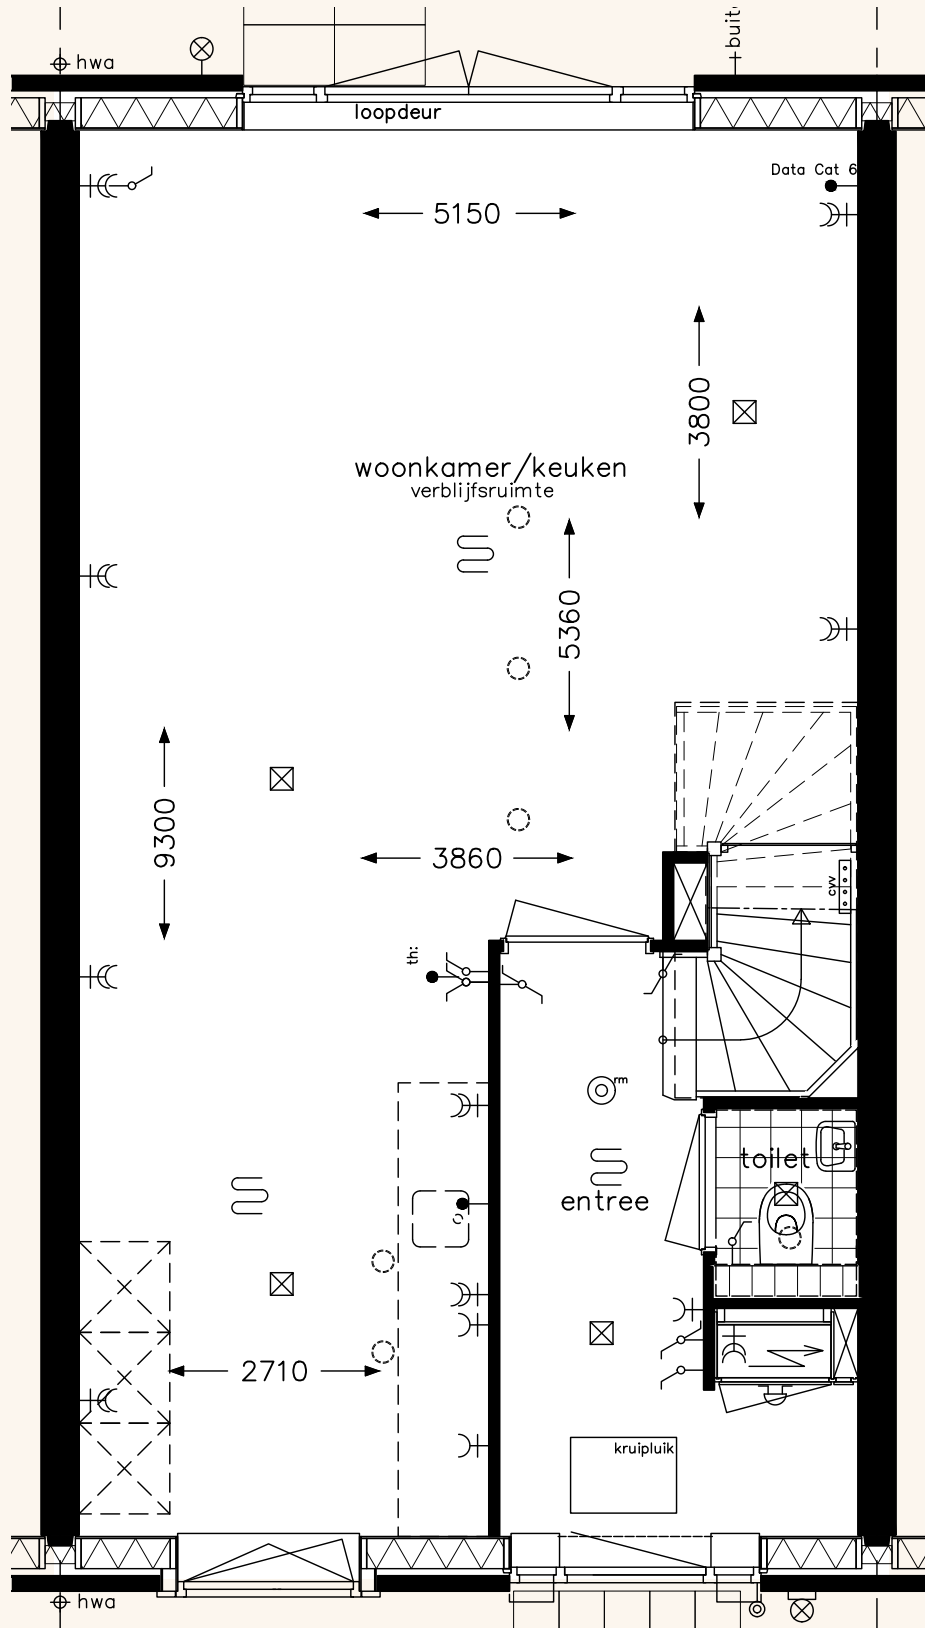 buit
hwa
loopdeur
Data Cat 6
5150
3800
woonkamer/keuken
verblijfsruimte
5360
9300
3860
cvv
th:
rm
toilet
entree
2710
kruipluik
hwa